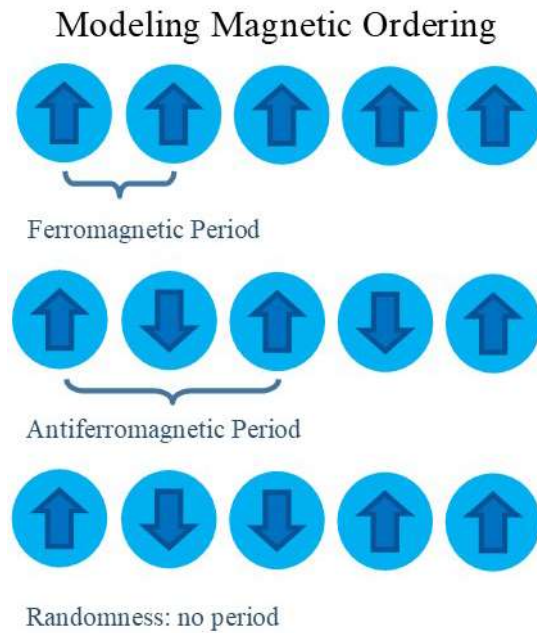 Modeling Magnetic Ordering
Ferromagnetic Period
Antiferromagnetic Period
Randomness: no period